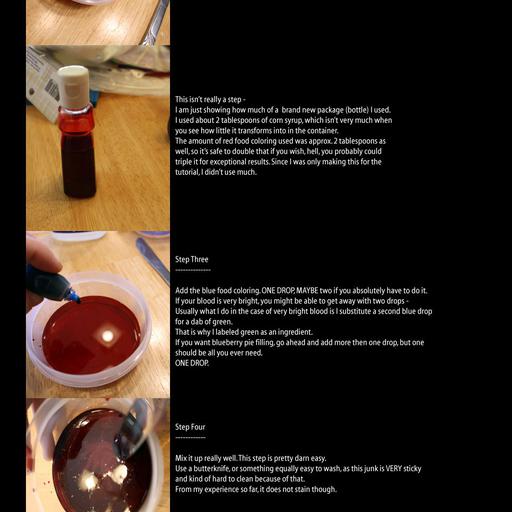 This isn't really a step -
I am just showing how much of a brand new package (bottle) I used.
I used about 2 tablespoons of corn syrup, which isn't very much when
you see how little it transforms into in the container.
The amount of red food coloring used was approx. 2 tablespoons as
well, so it's safe to double that if you wish, hell, you probably could
triple it for exceptional results. Since I was only making this for the
tutorial, I didn't use much.
Step Three
--------------
Add the blue food coloring. ONE DROP, MAYBE two if you absolutely have to do it.
If your blood is very bright, you might be able to get away with two drops -
Usually what I do in the case of very bright blood is I substitute a second blue drop
for a dab of green.
That is why I labeled green as an ingredient.
If you want blueberry pie filling, go ahead and add more then one drop, but one
should be all you ever need.
ONE DROP.
Step Four
------------
Mix it up really well. This step is pretty darn easy.
Use a butterknife, or something equally easy to wash, as this junk is VERY sticky
and kind of hard to clean because of that.
From my experience so far, it does not stain though.